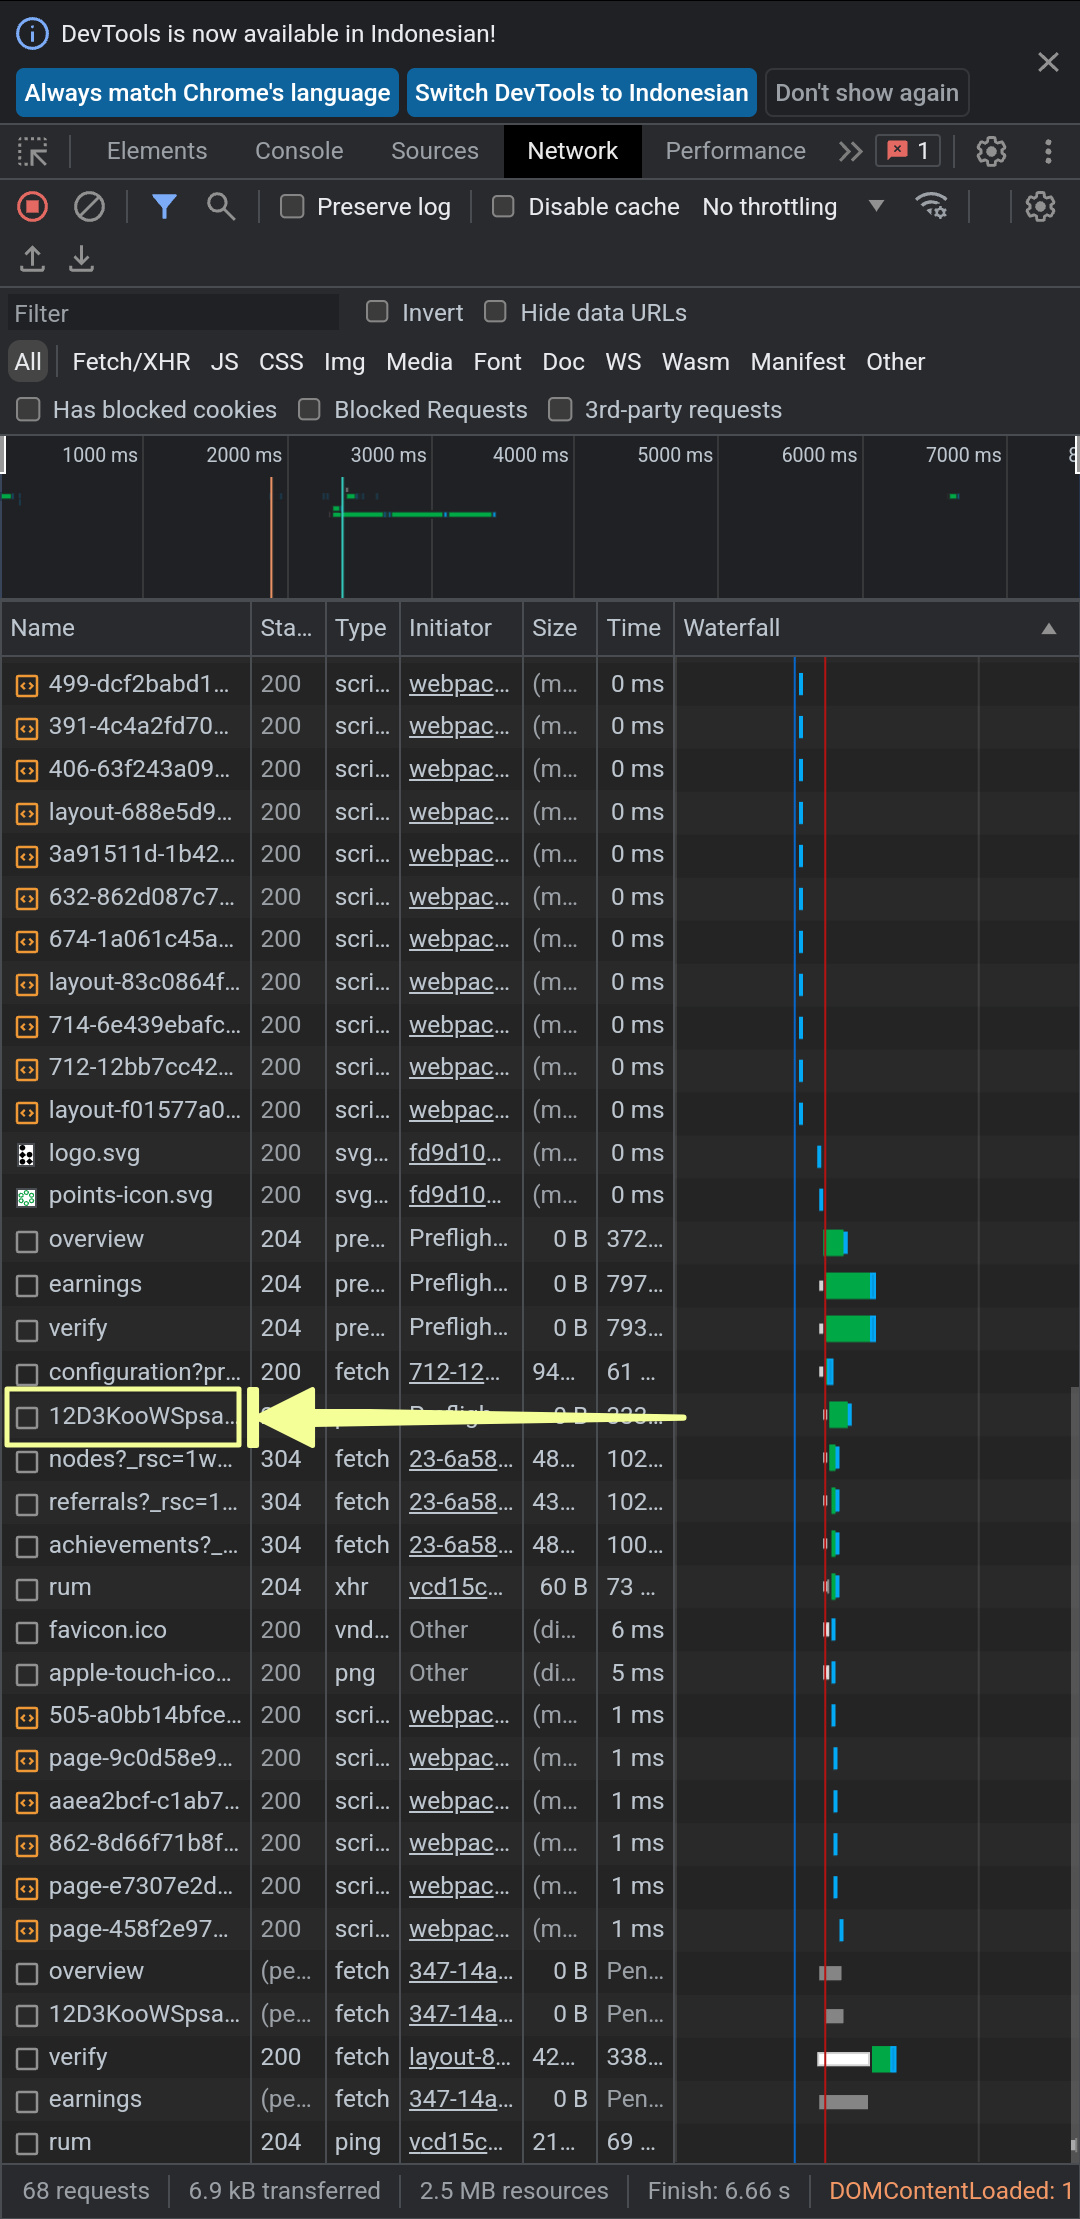 DevTools is now available in Indonesian!
Always match Chrome's language Switch DevTools to Indonesian Don't show again
Elements Console Sources Network Performance 1
Preserve log Disable cache No throttling
Filter Invert Hide data URLs
All Fetch/XHR JS CSS Img Media Font Doc WS Wasm Manifest Other
Has blocked cookies Blocked Requests 3rd-party requests
1000 ms 2000 ms 3000 ms 4000 ms 5000 ms 6000 ms 7000 ms 8
Name Sta... Type Initiator Size Time Waterfall
499-dcf2babd1... 200 scri... webpac... (m... 0 ms
391-4c4a2fd70... 200 scri... webpac... (m... 0 ms
406-63f243a09... 200 scri... webpac... (m... 0 ms
layout-688e5d9... 200 scri... webpac... (m... 0 ms
3a91511d-1b42... 200 scri... webpac... (m... 0 ms
632-862d087c7... 200 scri... webpac... (m... 0 ms
674-1a061c45a... 200 scri... webpac... (m... 0 ms
layout-83c0864f... 200 scri... webpac... (m... 0 ms
714-6e439ebafc... 200 scri... webpac... (m... 0 ms
712-12bb7cc42... 200 scri... webpac... (m... 0 ms
layout-f01577a0... 200 scri... webpac... (m... 0 ms
logo.svg 200 svg... fd9d10... (m... 0 ms
points-icon.svg 200 svg... fd9d10... (m... 0 ms
overview 204 pre... Prefligh... 0 B 372...
earnings 204 pre... Prefligh... 0 B 797...
verify 204 pre... Prefligh... 0 B 793...
configuration?pr... 200 fetch 712-12... 94... 61 ...
12D3KooWSpsa... Prefligh... 0 B 333...
nodes?_rsc=1w... 304 fetch 23-6a58... 48... 102...
referrals?_rsc=1... 304 fetch 23-6a58... 43... 102...
achievements?_... 304 fetch 23-6a58... 48... 100...
rum 204 xhr vcd15c... 60 B 73 ...
favicon.ico 200 vnd... Other (di... 6 ms
apple-touch-ico... 200 png Other (di... 5 ms
505-a0bb14bfce... 200 scri... webpac... (m... 1 ms
page-9c0d58e9... 200 scri... webpac... (m... 1 ms
aaea2bcf-c1ab7... 200 scri... webpac... (m... 1 ms
862-8d66f71b8f... 200 scri... webpac... (m... 1 ms
page-e7307e2d... 200 scri... webpac... (m... 1 ms
page-458f2e97... 200 scri... webpac... (m... 1 ms
overview (pe... fetch 347-14a... 0 B Pen...
12D3KooWSpsa... (pe... fetch 347-14a... 0 B Pen...
verify 200 fetch layout-8... 42... 338...
earnings (pe... fetch 347-14a... 0 B Pen...
rum 204 ping vcd15c... 21... 69 ...
68 requests 6.9 kB transferred 2.5 MB resources Finish: 6.66 s DOMContentLoaded: 1